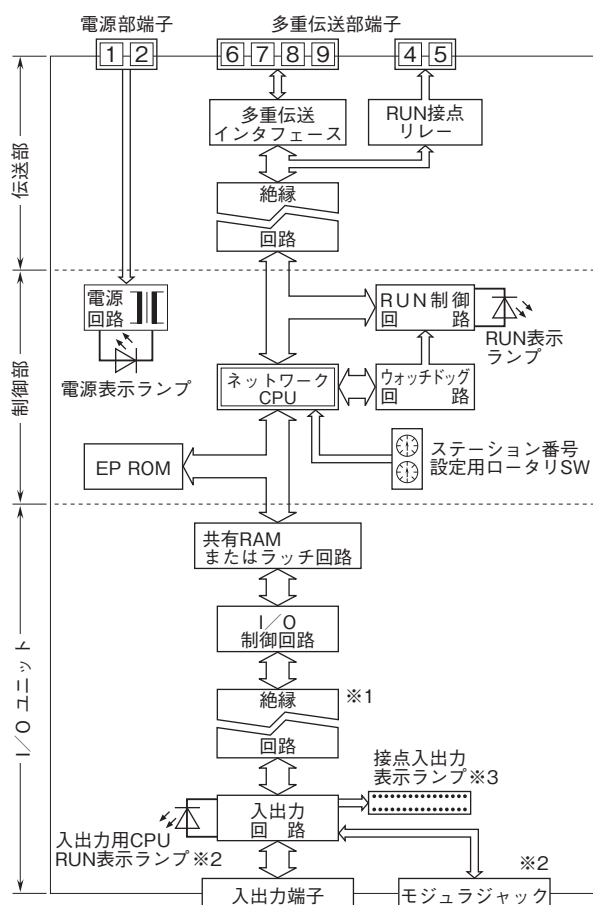 電源部端子
多重伝送部端子
1 2
6 7 8 9
4 5
多重伝送
インタフェース
RUN接点
リレー
伝送部
絶縁
回路
電源
回路
RUN制御
回 路
RUN表示
ランプ
電源表示ランプ
制御部
ネットワーク
CPU
ウォッチドッグ
回 路
EP ROM
ステーション番号
設定用ロータリSW
共有RAM
またはラッチ回路
I/O
制御回路
I/O ユニット
絶縁
※1
回路
接点入出力
表示ランプ※3
入出力
回 路
入出力用CPU
RUN表示ランプ※2
※2
入出力端子
モジュラジャック